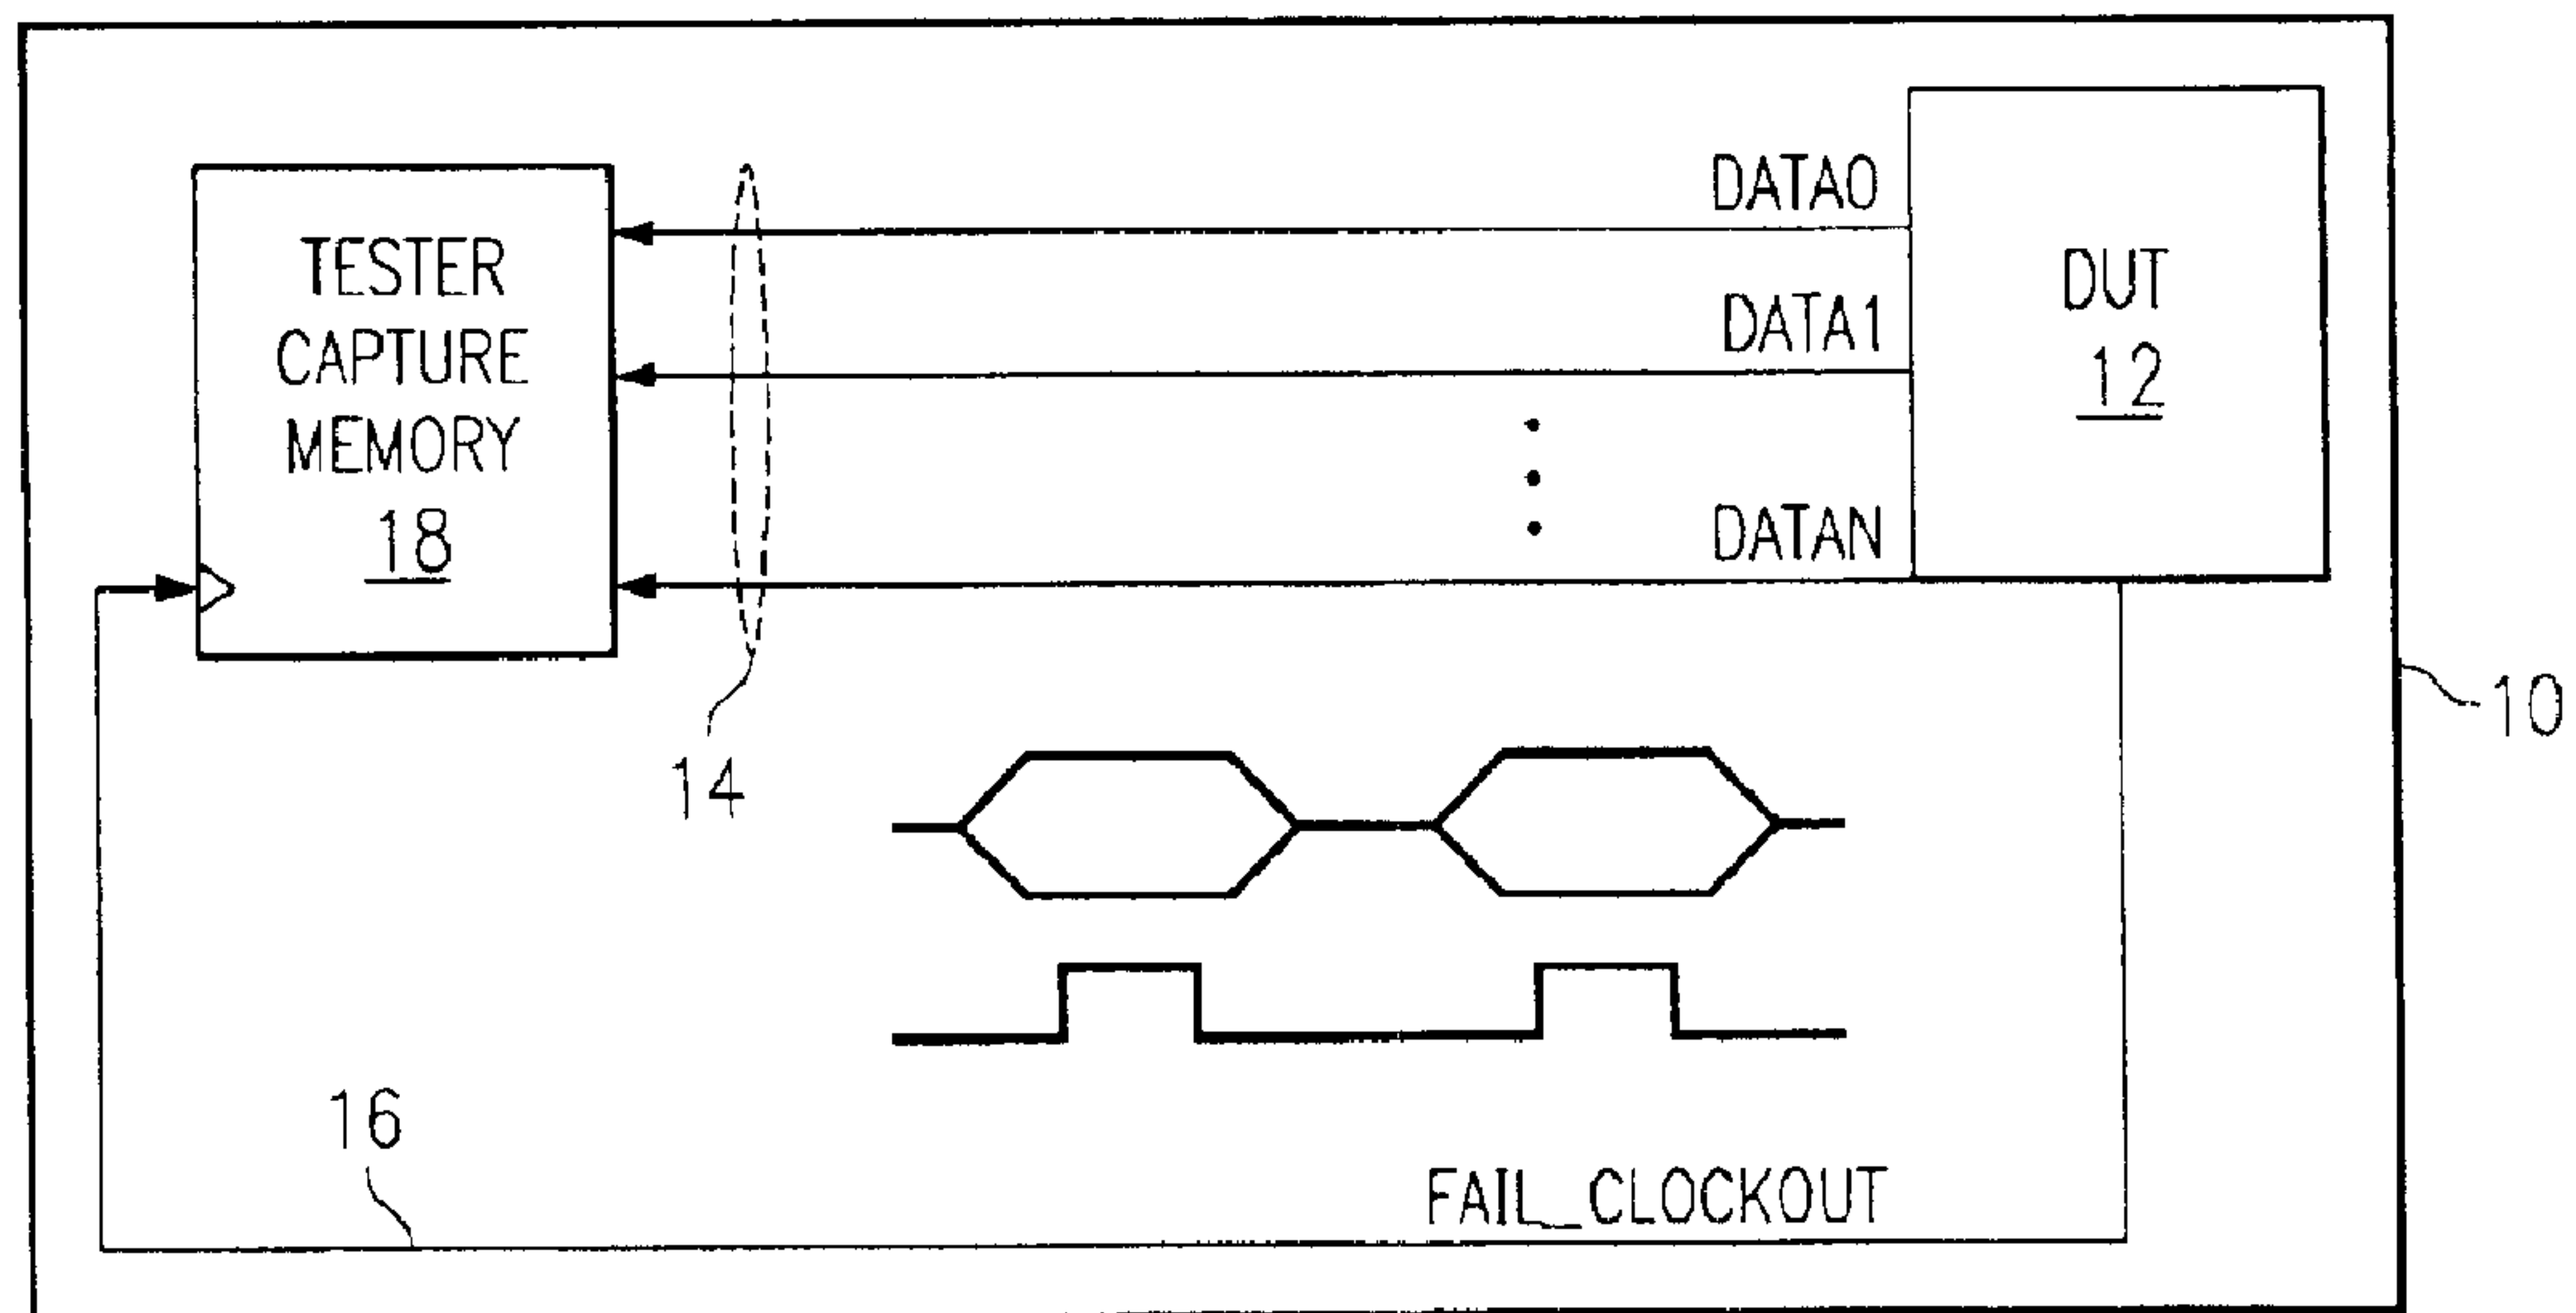 TESTER
CAPTURE
MEMORY
18
DATA0
DATA1
DATAN
DUT
12
14
10
16
FAIL_CLOCKOUT